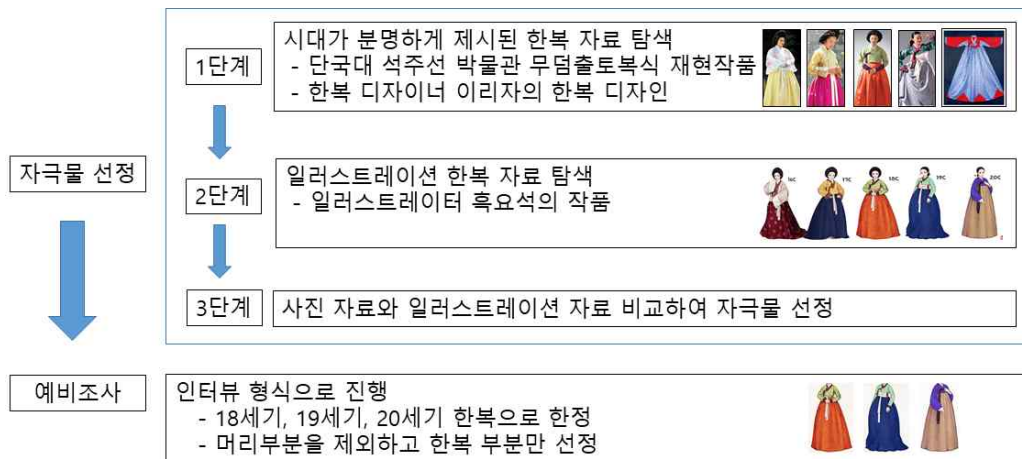 자극물 선정
1단계
시대가 분명하게 제시된 한복 자료 탐색
- 단국대 석주선 박물관 무덤출토복식 재현작품
- 한복 디자이너 이리자의 한복 디자인
2단계
일러스트레이션 한복 자료 탐색
- 일러스트레이터 흑요석의 작품
16C 17C 18C 19C 20C
3단계
사진 자료와 일러스트레이션 자료 비교하여 자극물 선정
예비조사
인터뷰 형식으로 진행
- 18세기, 19세기, 20세기 한복으로 한정
- 머리부분을 제외하고 한복 부분만 선정